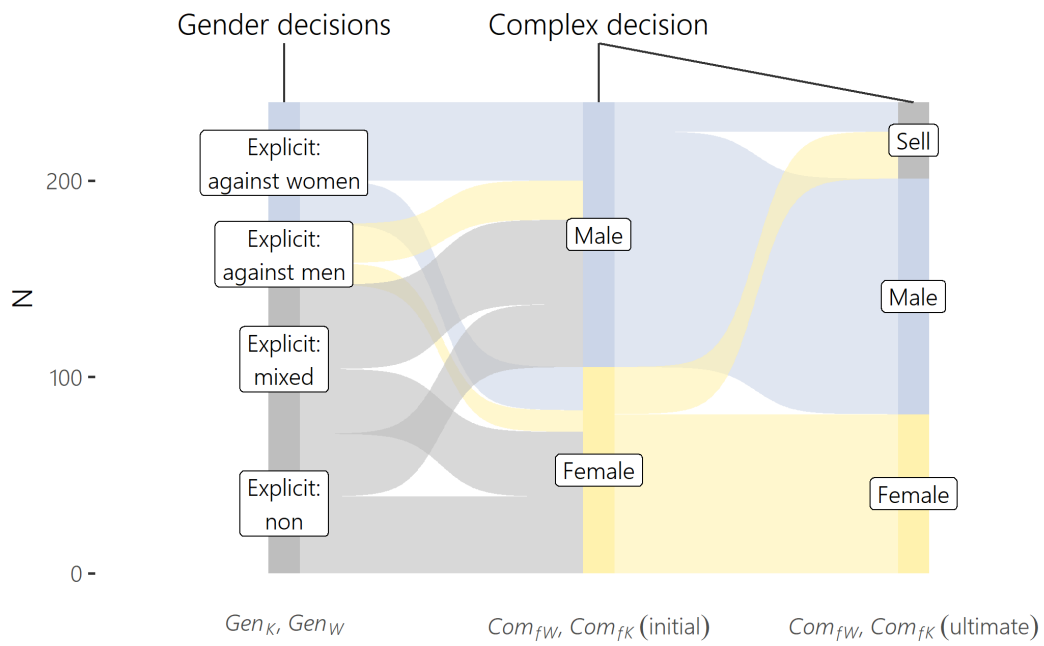 Gender decisions
Complex decision
Explicit:
against women
Sell
200
Explicit:
against men
Male
N
Male
Explicit:
mixed
100
Female
Explicit:
non
Female
0
Gen_K, Gen_W
Com_fW, Com_fK (initial)
Com_fW, Com_fK (ultimate)